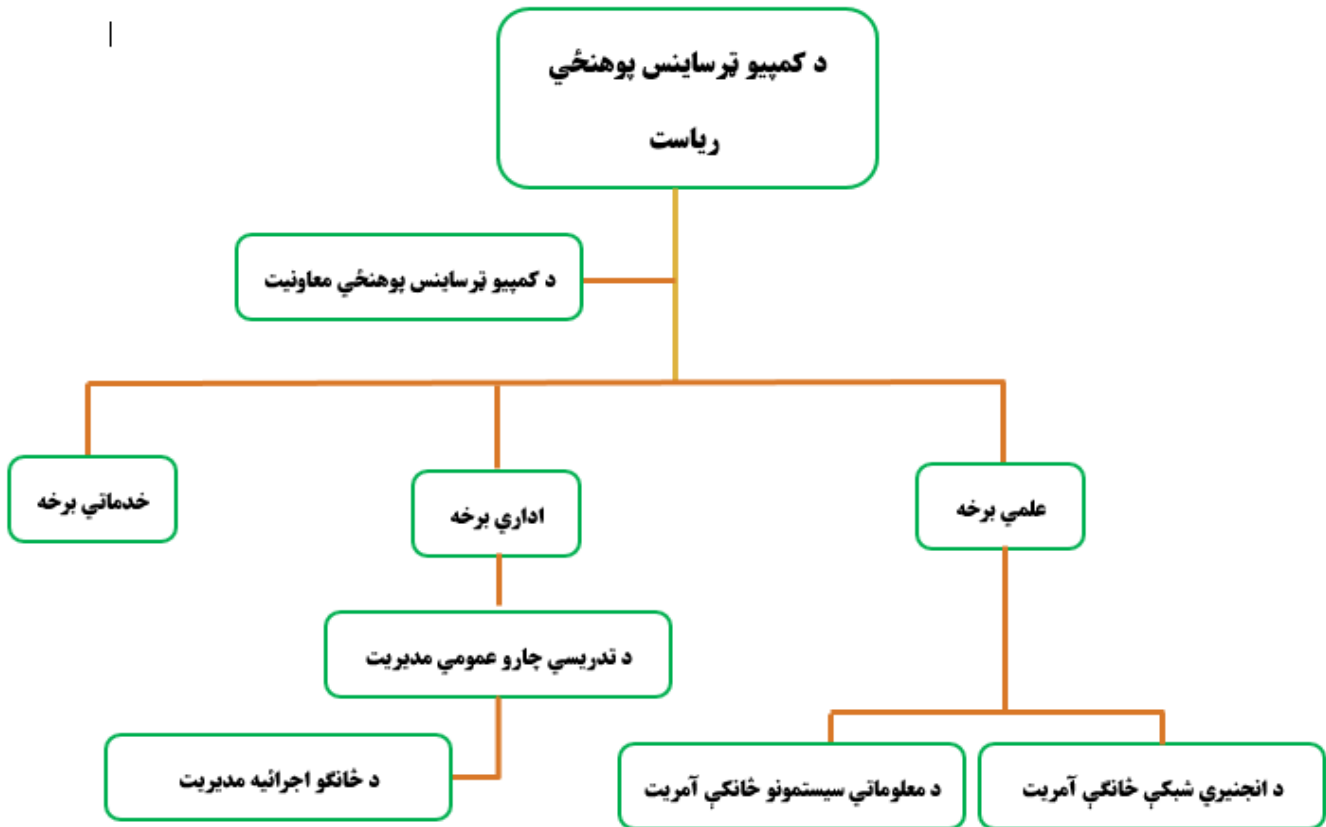 د کمپیو ټرساینس پوهنځي
ریاست
د کمپیو ټرساینس پوهنځي معاونیت
علمي برخه
اداري برخه
خدماتي برخه
د تدریسي چارو عمومي مدیریت
د انجنیري شبکې څانګې آمریت
د معلوماتي سیستمونو څانکې آمریت
د څانګو اجرائیه مدیریت